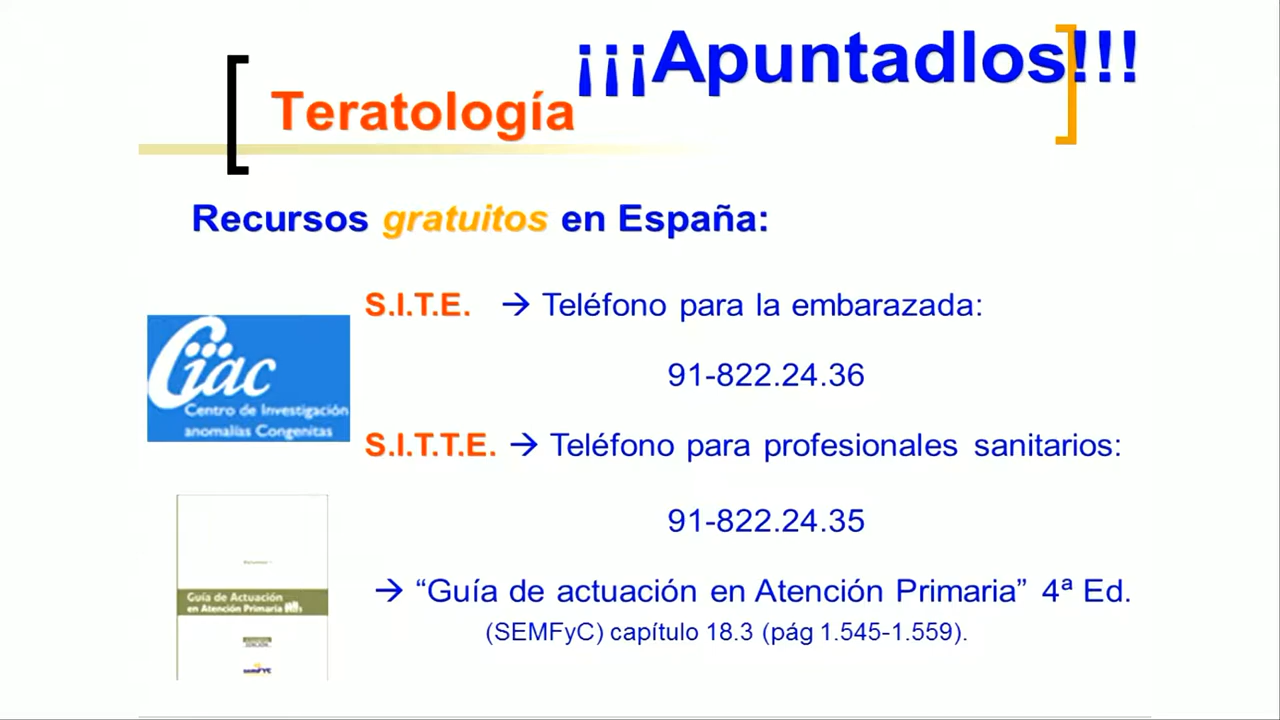 ¡¡¡Apuntadlos!!!
Teratología
Recursos gratuitos en España:
S.I.T.E. → Teléfono para la embarazada:
91-822.24.36
Ciac
Centro de Investigación
anomalías Congenitas
S.I.T.T.E. → Teléfono para profesionales sanitarios:
91-822.24.35
Guía de Actuación
en Atención Primaria
semFYC
→ “Guía de actuación en Atención Primaria” 4ª Ed.
(SEMFyC) capítulo 18.3 (pág 1.545-1.559).